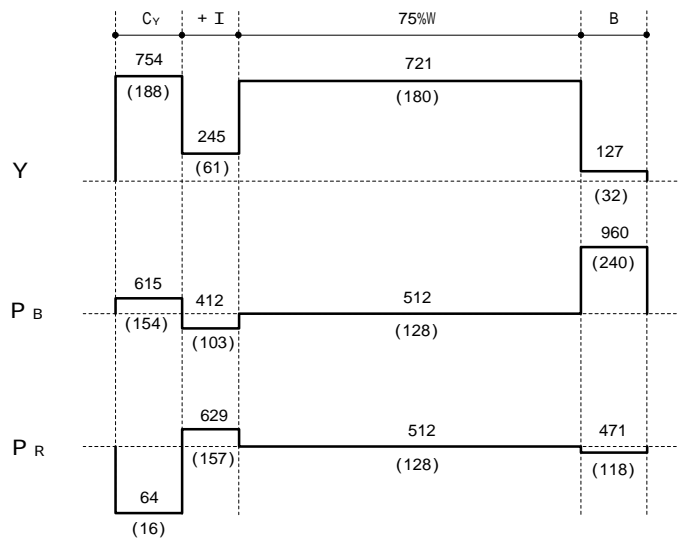 CY + I 75%W B
754 721
(188) 245 (180) 127
Y (61) (32)
960
615 412 512 (240)
P B (154) (103) (128)
629 512 471
P R (157) (128) (118)
64
(16)